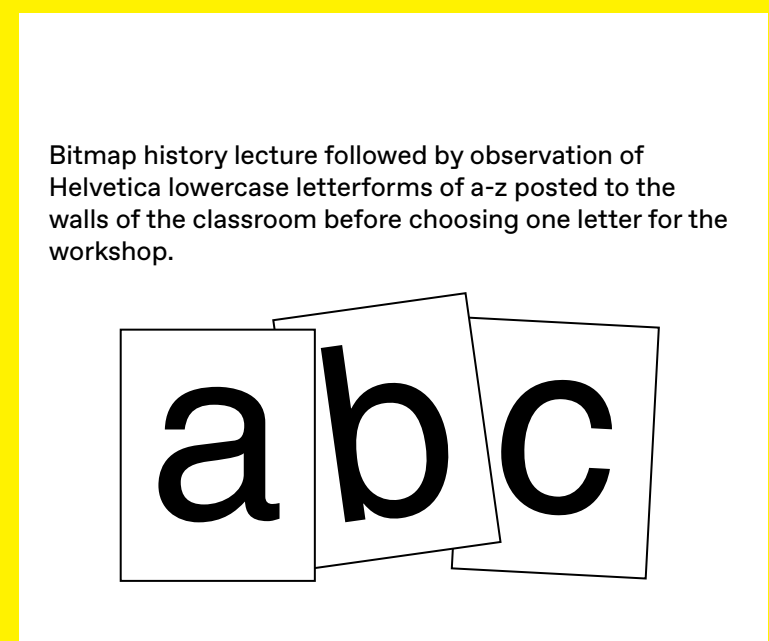 Bitmap history lecture followed by observation of
Helvetica lowercase letterforms of a-z posted to the
walls of the classroom before choosing one letter for the
workshop.
a b c